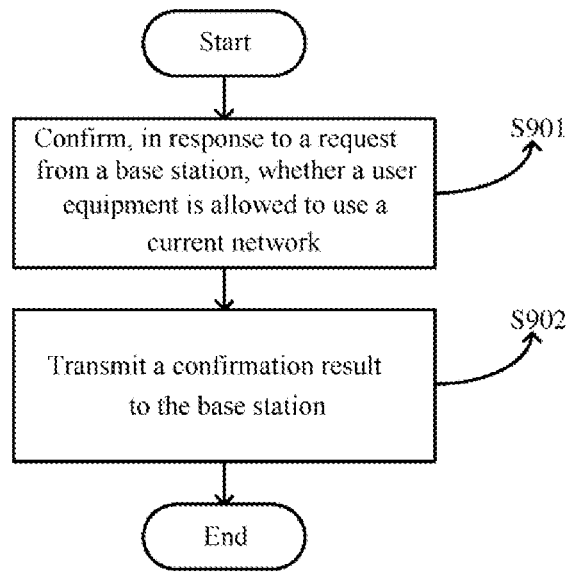 Start
Confirm, in response to a request
from a base station, whether a user
equipment is allowed to use a
current network
S901
Transmit a confirmation result
to the base station
S902
End